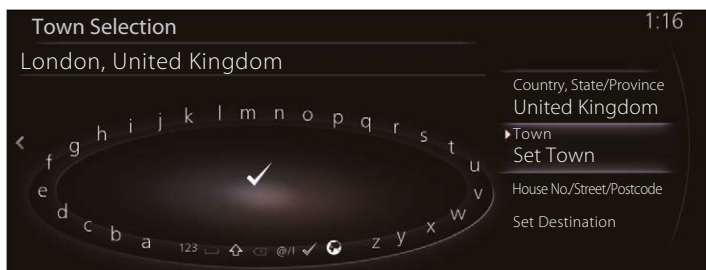 Town Selection
1:16
London, United Kingdom
a b c d e f g h i j k l m n o p q r s t u v w x y z
123 @/!
Country, State/Province
United Kingdom
Town
Set Town
House No./Street/Postcode
Set Destination